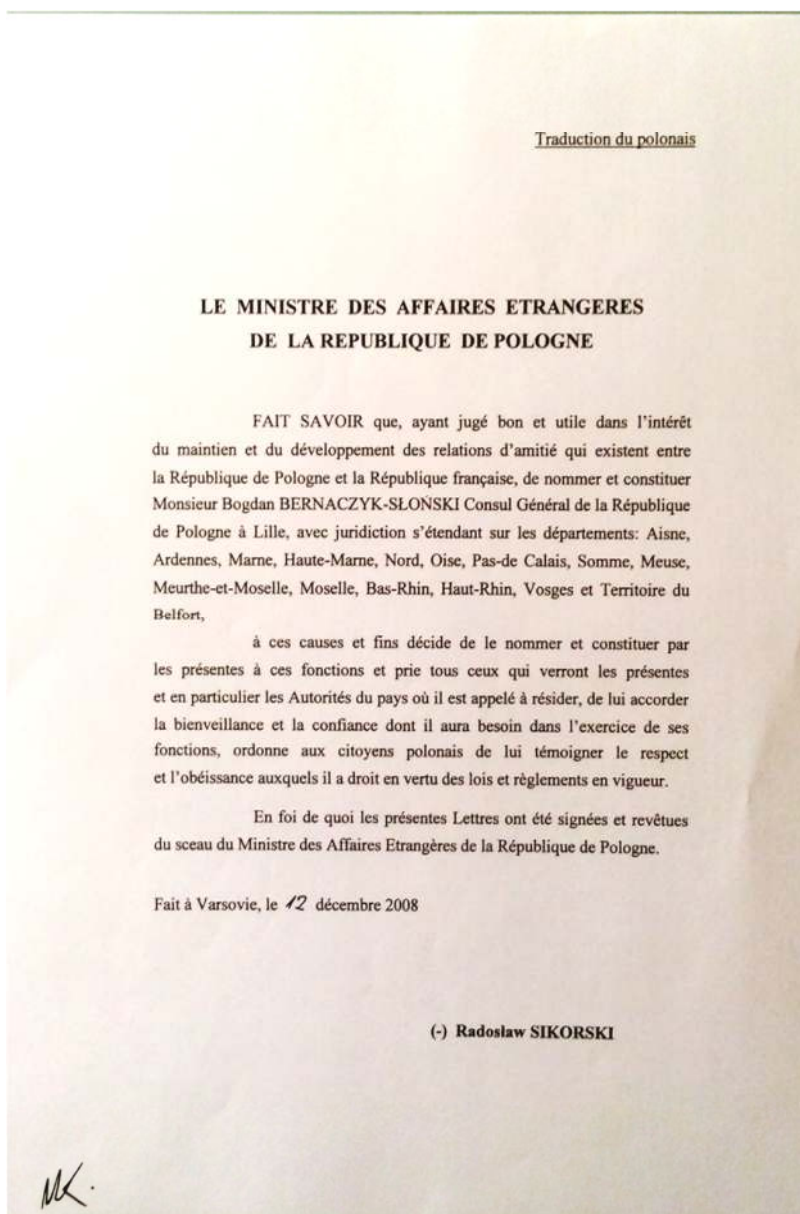 Traduction du polonais
LE MINISTRE DES AFFAIRES ETRANGERES
DE LA REPUBLIQUE DE POLOGNE
FAIT SAVOIR que, ayant jugé bon et utile dans l'intérêt
du maintien et du développement des relations d'amitié qui existent entre
la République de Pologne et la République française, de nommer et constituer
Monsieur Bogdan BERNACZYK-SŁOŃSKI Consul Général de la République
de Pologne à Lille, avec juridiction s'étendant sur les départements: Aisne,
Ardennes, Marne, Haute-Marne, Nord, Oise, Pas-de Calais, Somme, Meuse,
Meurthe-et-Moselle, Moselle, Bas-Rhin, Haut-Rhin, Vosges et Territoire du
Belfort,
à ces causes et fins décide de le nommer et constituer par
les présentes à ces fonctions et prie tous ceux qui verront les présentes
et en particulier les Autorités du pays où il est appelé à résider, de lui accorder
la bienveillance et la confiance dont il aura besoin dans l'exercice de ses
fonctions, ordonne aux citoyens polonais de lui témoigner le respect
et l'obéissance auxquels il a droit en vertu des lois et règlements en vigueur.
En foi de quoi les présentes Lettres ont été signées et revêtues
du sceau du Ministre des Affaires Etrangères de la République de Pologne.
Fait à Varsovie, le 12 décembre 2008
(-) Radosław SIKORSKI
MK.